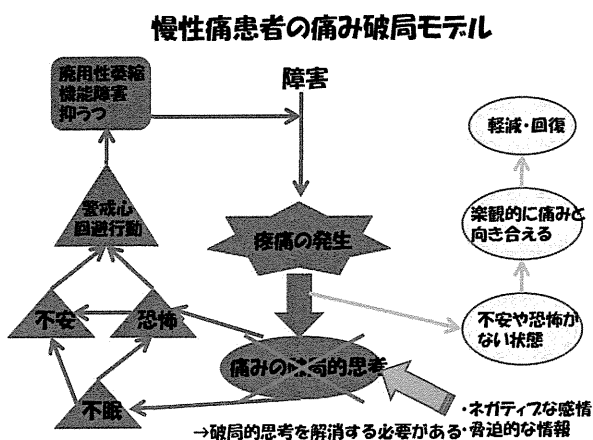 慢性痛患者の痛み破局モデル
廃用性萎縮
機能障害
抑うつ
障害
軽減・回復
警戒心
回避行動
疼痛の発生
楽観的に痛みと
向き合える
不安
恐怖
不安や恐怖が
ない状態
痛みの破局的思考
不眠
・ネガティブな感情
→破局的思考を解消する必要がある
・脅迫的な情報